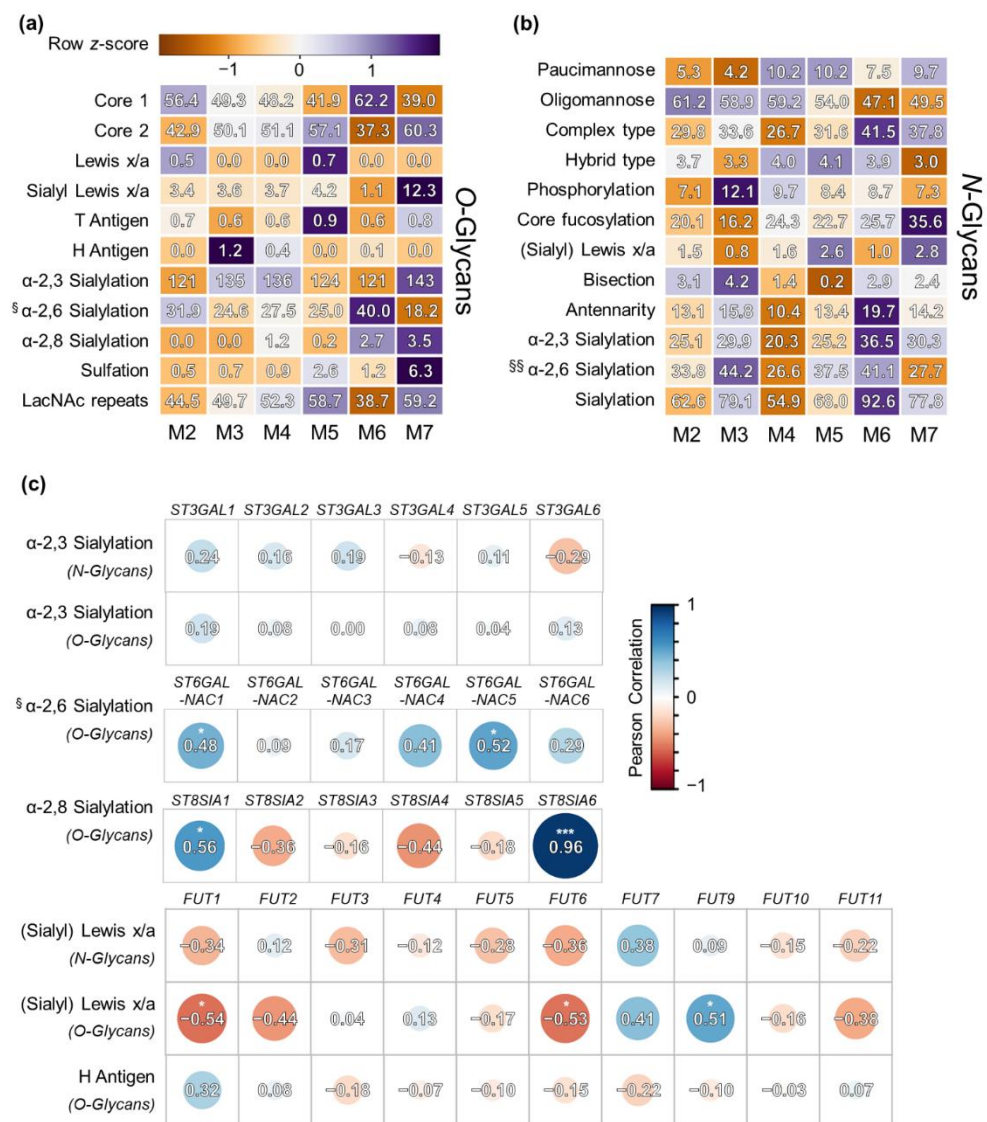 (a)
Row z-score
−1 0 1
Core 1 56.4 49.3 48.2 41.9 62.2 39.0
Core 2 42.9 50.1 51.1 57.1 37.3 60.3
Lewis x/a 0.5 0.0 0.0 0.7 0.0 0.0
Sialyl Lewis x/a 3.4 3.6 3.7 4.2 1.1 12.3
T Antigen 0.7 0.6 0.6 0.9 0.6 0.8
H Antigen 0.0 1.2 0.4 0.0 0.1 0.0
α-2,3 Sialylation 121 135 136 124 121 143
§ α-2,6 Sialylation 31.9 24.6 27.5 25.0 40.0 18.2
α-2,8 Sialylation 0.0 0.0 1.2 0.2 2.7 3.5
Sulfation 0.5 0.7 0.9 2.6 1.2 6.3
LacNAc repeats 44.5 49.7 52.3 58.7 38.7 59.2
M2 M3 M4 M5 M6 M7
O-Glycans
(b)
Paucimannose 5.3 4.2 10.2 10.2 7.5 9.7
Oligomannose 61.2 58.9 59.2 54.0 47.1 49.5
Complex type 29.8 33.6 26.7 31.6 41.5 37.8
Hybrid type 3.7 3.3 4.0 4.1 3.9 3.0
Phosphorylation 7.1 12.1 9.7 8.4 8.7 7.3
Core fucosylation 20.1 16.2 24.3 22.7 25.7 35.6
(Sialyl) Lewis x/a 1.5 0.8 1.6 2.6 1.0 2.8
Bisection 3.1 4.2 1.4 0.2 2.9 2.4
Antennarity 13.1 15.8 10.4 13.4 19.7 14.2
α-2,3 Sialylation 25.1 29.9 20.3 25.2 36.5 30.3
§§ α-2,6 Sialylation 33.8 44.2 26.6 37.5 41.1 27.7
Sialylation 62.6 79.1 54.9 68.0 92.6 77.8
M2 M3 M4 M5 M6 M7
N-Glycans
(c)
ST3GAL1 ST3GAL2 ST3GAL3 ST3GAL4 ST3GAL5 ST3GAL6
α-2,3 Sialylation
(N-Glycans)
0.24 0.16 0.19 −0.13 0.11 −0.29
α-2,3 Sialylation
(O-Glycans)
0.19 0.08 0.00 0.08 0.04 0.13
ST6GAL ST6GAL ST6GAL ST6GAL ST6GAL ST6GAL
-NAC1 -NAC2 -NAC3 -NAC4 -NAC5 -NAC6
§ α-2,6 Sialylation
(O-Glycans)
* *
0.48 0.09 0.17 0.41 0.52 0.29
ST8SIA1 ST8SIA2 ST8SIA3 ST8SIA4 ST8SIA5 ST8SIA6
α-2,8 Sialylation
(O-Glycans)
* ***
0.56 −0.36 −0.16 −0.44 −0.18 0.96
1
0
−1
Pearson Correlation
FUT1 FUT2 FUT3 FUT4 FUT5 FUT6 FUT7 FUT9 FUT10 FUT11
(Sialyl) Lewis x/a
(N-Glycans)
−0.34 0.12 −0.31 −0.12 −0.28 −0.36 0.38 0.09 −0.15 −0.22
(Sialyl) Lewis x/a
(O-Glycans)
* * *
−0.54 −0.44 0.04 0.13 −0.17 −0.53 0.41 0.51 −0.16 −0.38
H Antigen
(O-Glycans)
0.32 0.08 −0.18 −0.07 −0.10 −0.15 −0.22 −0.10 −0.03 0.07